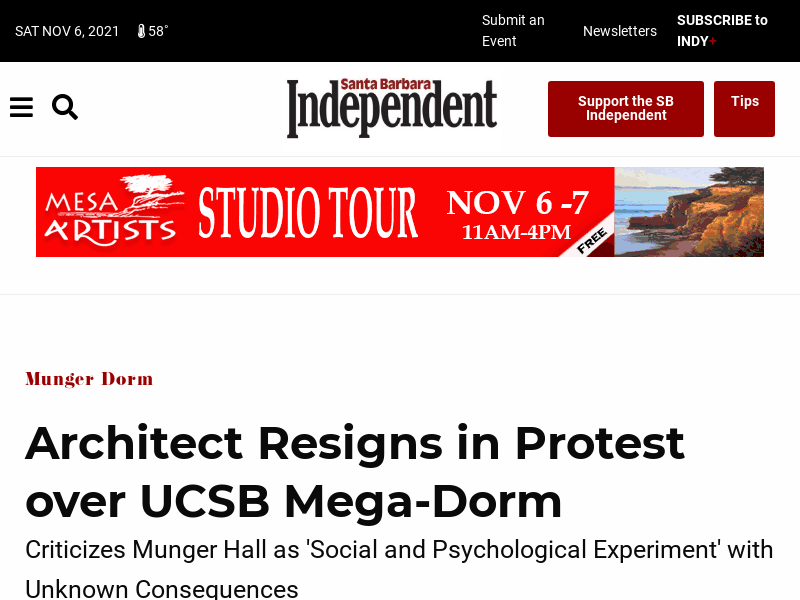 SAT NOV 6, 2021 58°
Submit an
Event
Newsletters
SUBSCRIBE to
INDY+
Santa Barbara
Independent
Support the SB
Independent
Tips
MESA
ARTISTS
STUDIO TOUR
NOV 6 -7
11AM-4PM
FREE
Munger Dorm
Architect Resigns in Protest
over UCSB Mega-Dorm
Criticizes Munger Hall as 'Social and Psychological Experiment' with
Unknown Consequences